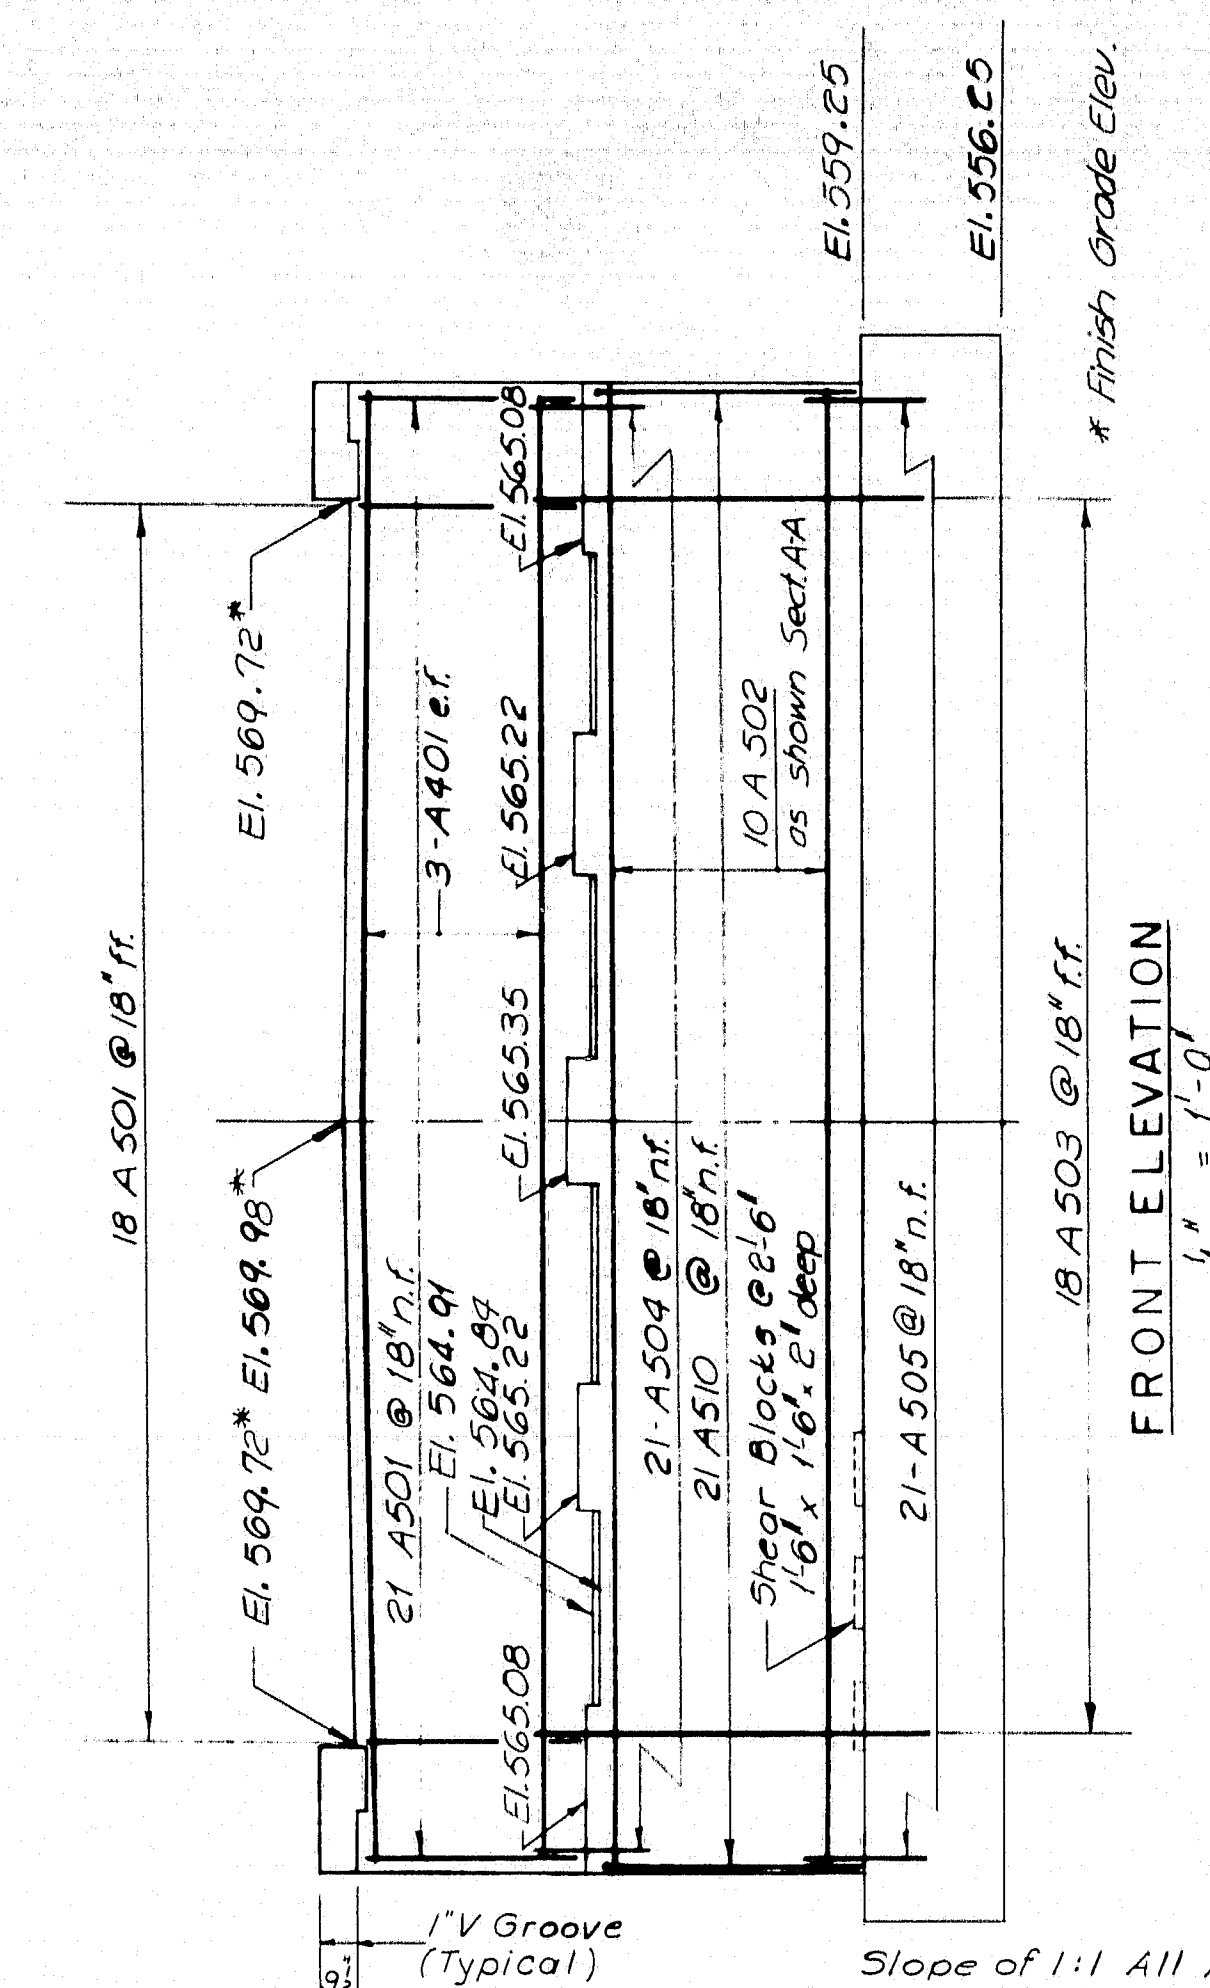 18 A 501 @ 18" f.f.
El. 569.72*
El. 569.98*
El. 569.72*
21 A501 @ 18" n.f.
3-A401 e.f.
El. 564.91
El. 564.84
El. 565.22
El. 565.08
El. 565.35
El. 565.22
El. 565.08
21-A504 @ 18" n.f.
21 A510 @ 18" n.f.
10 A 502
as shown Sect. A-A
Shear Blocks @ 2'-6"
1'-6" x 1'-6" x 2" deep
21-A505 @ 18" n.f.
El. 559.25
El. 556.25
18 A 503 @ 18" f.f.
* Finish Grade Elev.
FRONT ELEVATION
" = 1'-0"
1" V Groove
(Typical)
Slope of 1:1 All